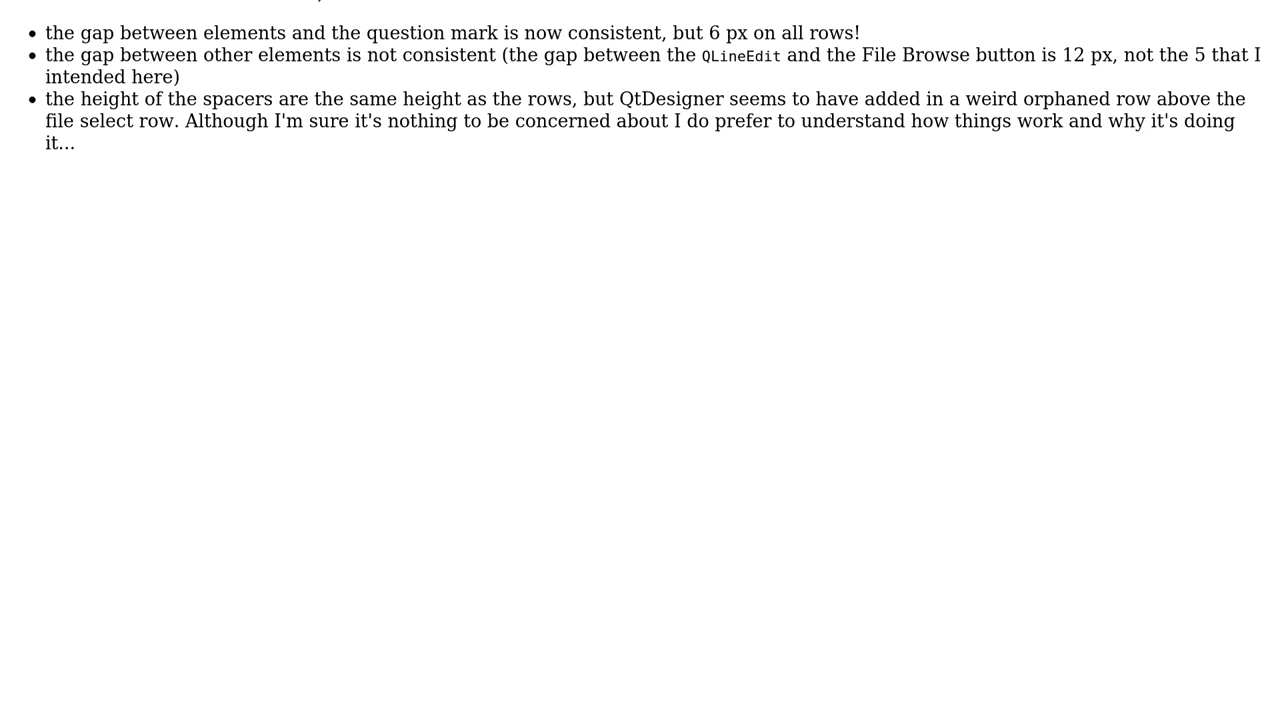 the gap between elements and the question mark is now consistent, but 6 px on all rows!
the gap between other elements is not consistent (the gap between the QLineEdit and the File Browse button is 12 px, not the 5 that I
intended here)
the height of the spacers are the same height as the rows, but QtDesigner seems to have added in a weird orphaned row above the
file select row. Although I'm sure it's nothing to be concerned about I do prefer to understand how things work and why it's doing
it...